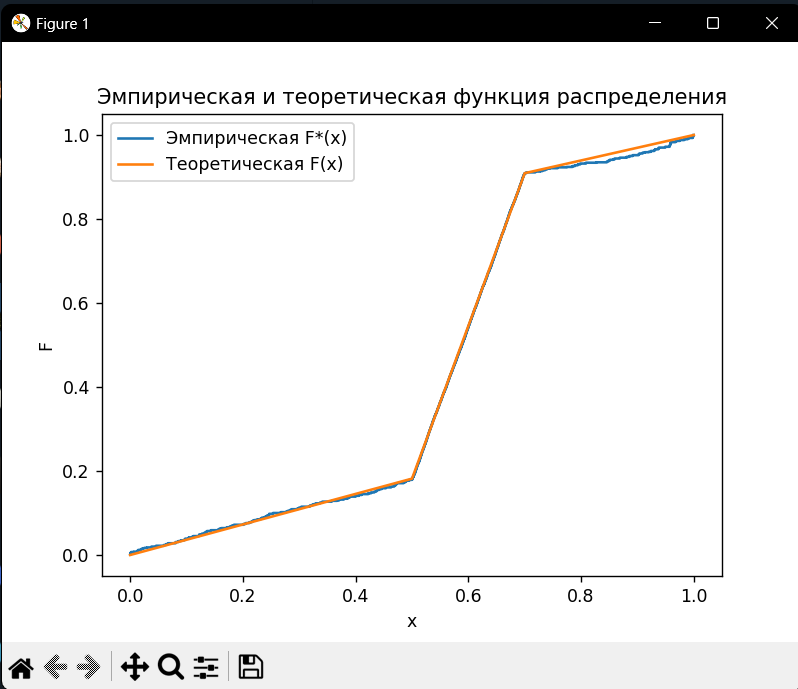 Figure 1
Эмпирическая и теоретическая функция распределения
Эмпирическая F*(x)
Теоретическая F(x)
1.0
0.8
0.6
0.4
0.2
0.0
F
0.0 0.2 0.4 0.6 0.8 1.0
x